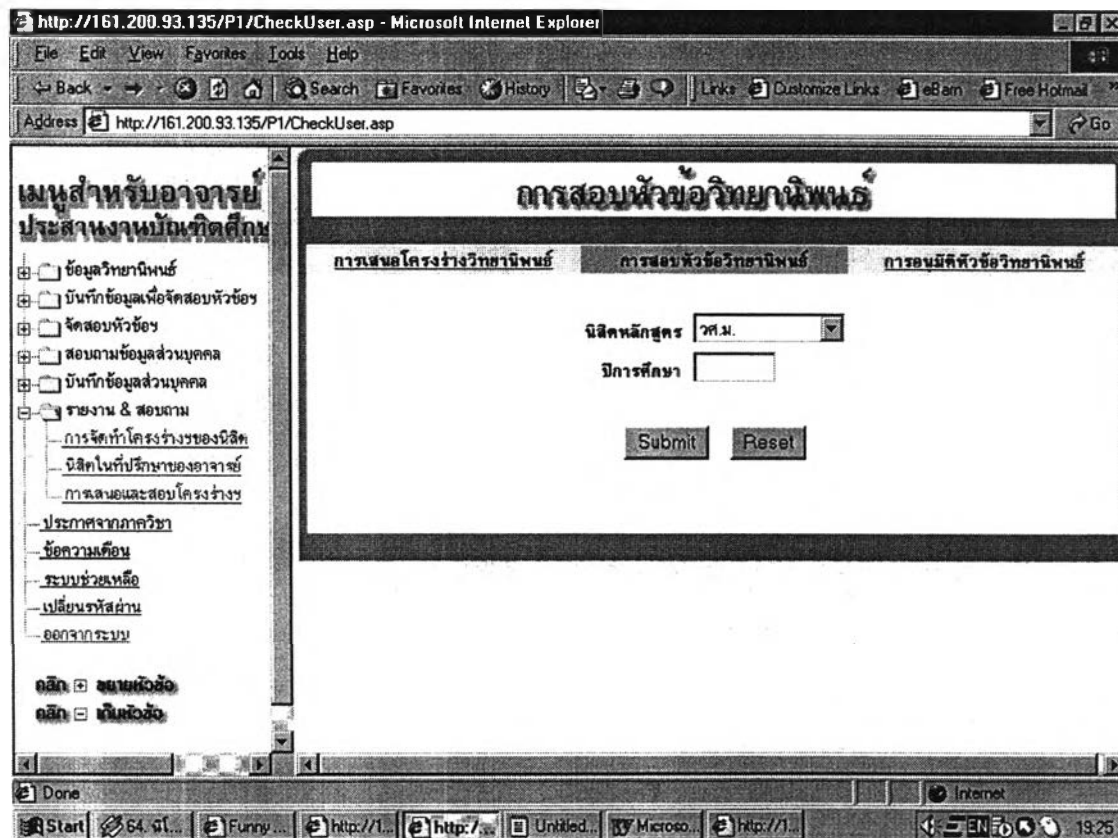 http://161.200.93.135/P1/CheckUser.asp - Microsoft Internet Explorer
File Edit View Favorites Tools Help
Back Search Favorites History Links Customize Links eBarn Free Hotmail
Address http://161.200.93.135/P1/CheckUser.asp Go
เมนูสำหรับอาจารย์
ประสานงานบัณฑิตศึกษ
ข้อมูลวิทยานิพนธ์
บันทึกข้อมูลเพื่อจัดสอบหัวข้อฯ
จัดสอบหัวข้อฯ
สอบถามข้อมูลส่วนบุคคล
บันทึกข้อมูลส่วนบุคคล
รายงาน & สอบถาม
การจัดทำโครงร่างฯของนิสิต
นิสิตในที่ปรึกษาของอาจารย์
การเสนอและสอบโครงร่างฯ
ประกาศจากภาควิชา
ข้อความเตือน
ระบบช่วยเหลือ
เปลี่ยนรหัสผ่าน
ออกจากระบบ
คลิก + ขยายหัวข้อ
คลิก - เก็บหัวข้อ
การสอบหัวข้อวิทยานิพนธ์
การเสนอโครงร่างวิทยานิพนธ์ การสอบหัวข้อวิทยานิพนธ์ การอนุมัติหัวข้อวิทยานิพนธ์
นิสิตหลักสูตร วศ.ม.
ปีการศึกษา
Submit Reset
Done Internet
Start 64. Funny ... http://1... http:/... Untitled... Microso... http://1... EN 19:25